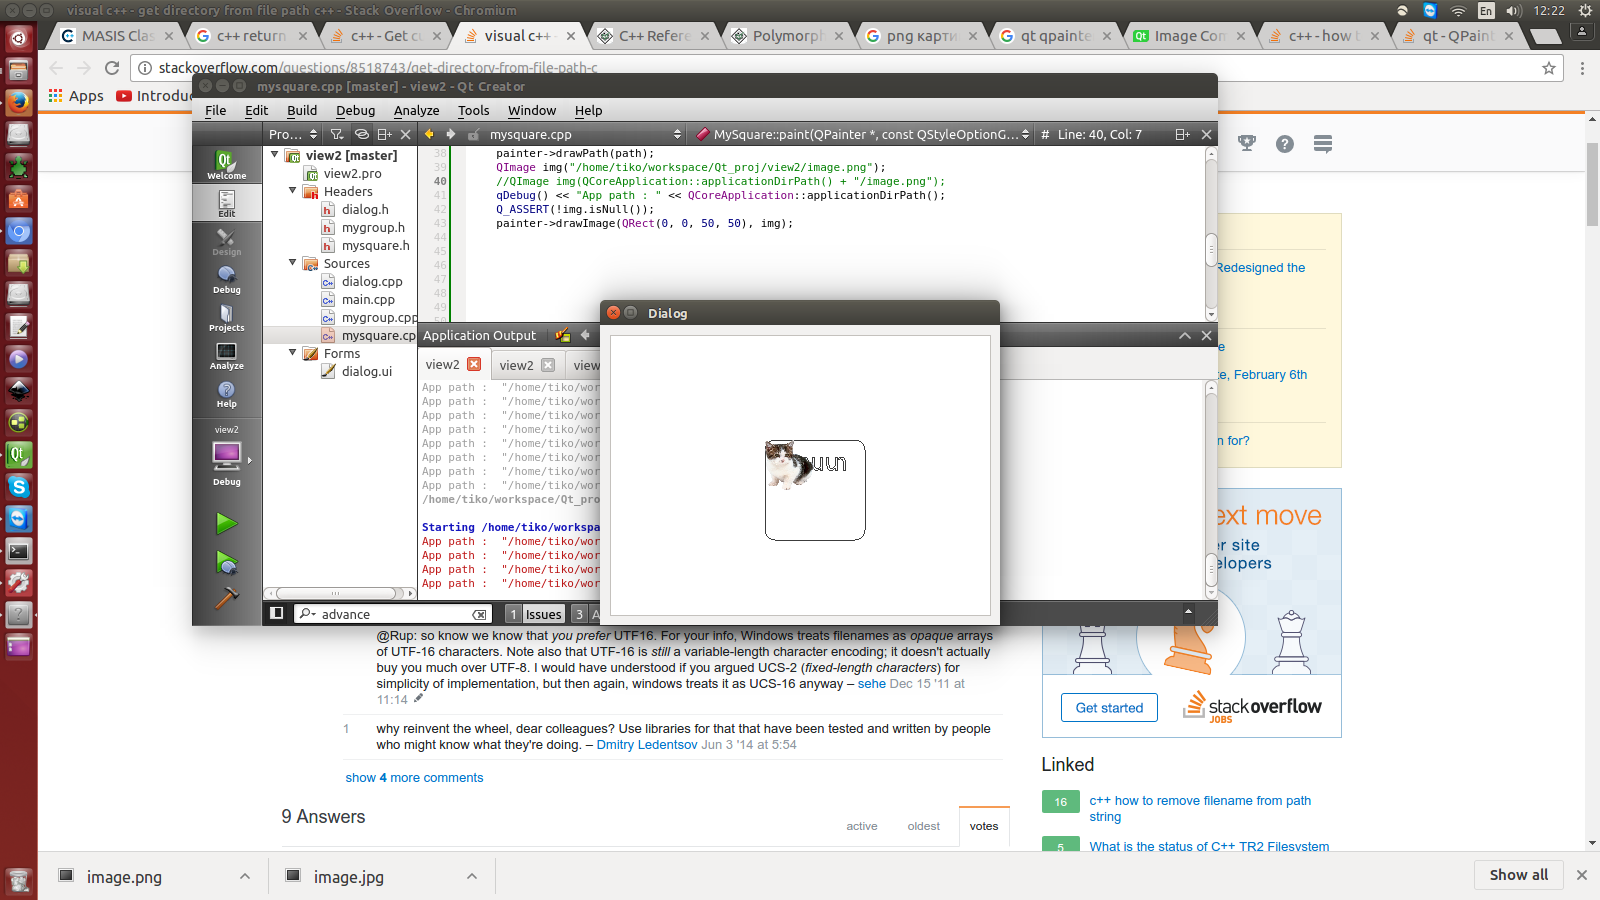 visual c++ - get directory from file path c++ - Stack Overflow - Chromium
En
12:22
MASIS Clas
c++ return
c++ - Get cu
visual c++ -
C++ Refere
Polymorph
png карти
qt qpainte
Image Com
c++ - how t
qt - QPaint
stackoverflow.com/questions/8518743/get-directory-from-file-path-c
Apps
Introdu
mysquare.cpp [master] - view2 - Qt Creator
File Edit Build Debug Analyze Tools Window Help
Pro...
mysquare.cpp
MySquare::paint(QPainter *, const QStyleOptionG...
# Line: 40, Col: 7
Welcome
Edit
Design
Debug
Projects
Analyze
Help
view2
Debug
view2 [master]
view2.pro
Headers
dialog.h
mygroup.h
mysquare.h
Sources
dialog.cpp
main.cpp
mygroup.cpp
mysquare.cp
Forms
dialog.ui
38 painter->drawPath(path);
39 QImage img("/home/tiko/workspace/Qt_proj/view2/image.png");
40 //QImage img(QCoreApplication::applicationDirPath() + "/image.png");
41 qDebug() << "App path : " << QCoreApplication::applicationDirPath();
42 Q_ASSERT(!img.isNull());
43 painter->drawImage(QRect(0, 0, 50, 50), img);
44
45
46
47
48
49
Application Output
view2
view2
view
App path : "/home/tiko/wor
App path : "/home/tiko/wor
App path : "/home/tiko/wor
App path : "/home/tiko/wor
App path : "/home/tiko/wor
App path : "/home/tiko/wor
App path : "/home/tiko/wor
App path : "/home/tiko/wor
/home/tiko/workspace/Qt_pro
Starting /home/tiko/workspa
App path : "/home/tiko/wor
App path : "/home/tiko/wor
App path : "/home/tiko/wor
App path : "/home/tiko/wor
advance
1 Issues
3 A
Dialog
Redesigned the
e
te, February 6th
n for?
ext move
er site
elopers
Get started
stackoverflow
JOBS
@Rup: so know we know that you prefer UTF16. For your info, Windows treats filenames as opaque arrays
of UTF-16 characters. Note also that UTF-16 is still a variable-length character encoding; it doesn't actually
buy you much over UTF-8. I would have understood if you argued UCS-2 (fixed-length characters) for
simplicity of implementation, but then again, windows treats it as UCS-16 anyway – sehe Dec 15 '11 at
11:14
1 why reinvent the wheel, dear colleagues? Use libraries for that that have been tested and written by people
who might know what they're doing. – Dmitry Ledentsov Jun 3 '14 at 5:54
show 4 more comments
9 Answers
active
oldest
votes
Linked
16 c++ how to remove filename from path
string
5 What is the status of C++ TR2 Filesystem
image.png
image.jpg
Show all